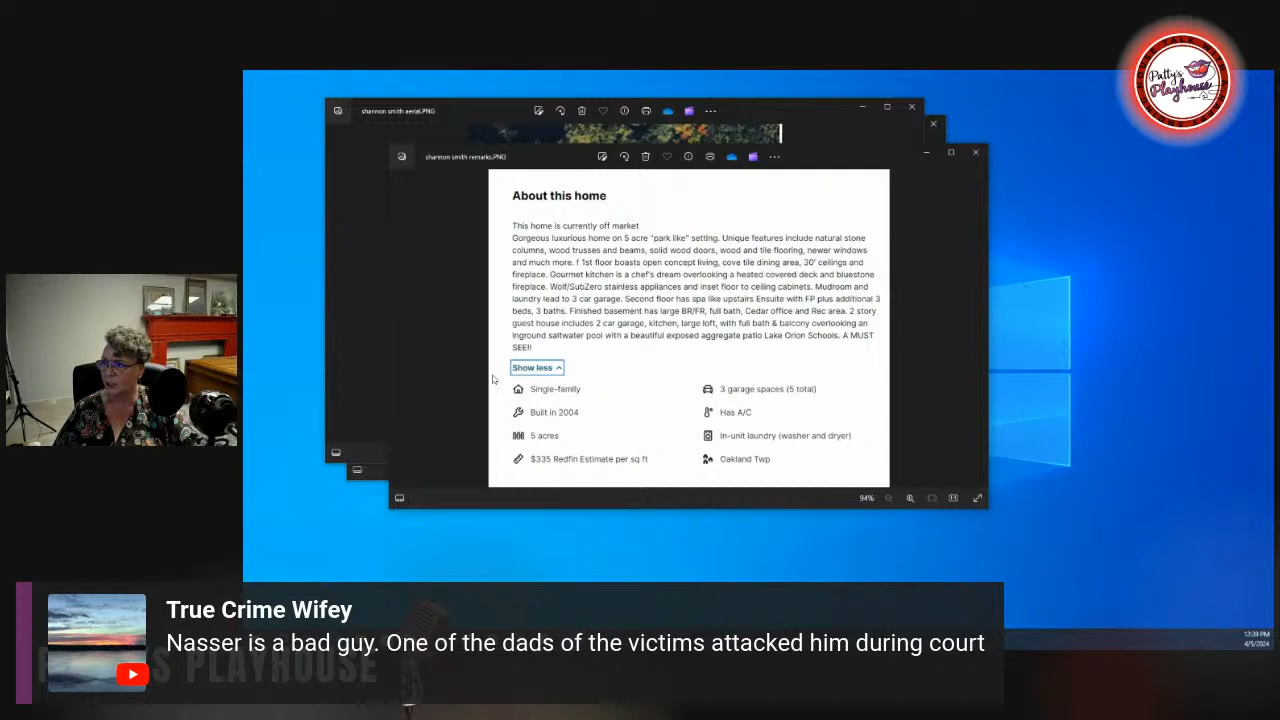 shannon smith aerial.PNG
shannon smith remarks.PNG
Patty's
Playhouse
About this home
This home is currently off market
Gorgeous luxurious home on 5 acre "park like" setting. Unique features include natural stone
columns, wood trusses and beams, solid wood doors, wood and tile flooring, newer windows
and much more. f 1st floor boasts open concept living, cove tile dining area, 30' ceilings and
fireplace. Gourmet kitchen is a chef's dream overlooking a heated covered deck and bluestone
fireplace. Wolf/SubZero stainless appliances and inset floor to ceiling cabinets. Mudroom and
laundry lead to 3 car garage. Second floor has spa like upstairs Ensuite with FP plus additional 3
beds, 3 baths. Finished basement has large BR/FR, full bath, Cedar office and Rec area. 2 story
guest house includes 2 car garage, kitchen, large loft, with full bath & balcony overlooking an
inground saltwater pool with a beautiful exposed aggregate patio Lake Orion Schools. A MUST
SEE!!
Show less
Single-family
3 garage spaces (5 total)
Built in 2004
Has A/C
5 acres
In-unit laundry (washer and dryer)
$335 Redfin Estimate per sq ft
Oakland Twp
94%
True Crime Wifey
Nasser is a bad guy. One of the dads of the victims attacked him during court
S PLAYHOUSE
12:39 PM
4/5/2024